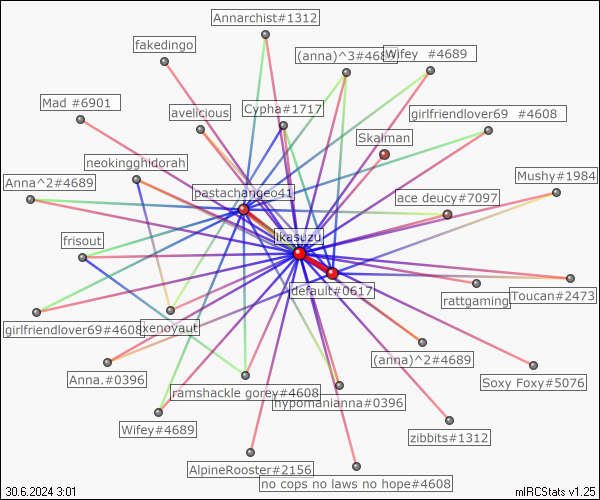 Annarchist#1312
fakedingo
(anna)^3#4689
Wifey  #4689
Mad #6901
avelicious
Cypha#1717
girlfriendlover69  #4608
Skalman
neokingghidorah
Mushy#1984
Anna^2#4689
pastachangeo41
ace deucy#7097
frisout
ikasuzu
default#0617
rattgaming
Toucan#2473
girlfriendlover69#4608
xenoyaut
(anna)^2#4689
Anna.#0396
ramshackle gorey#4608
Soxy Foxy#5076
nypomanianna#0396
Wifey#4689
zibbits#1312
AlpineRooster#2156
no cops no laws no hope#4608
30.6.2024 3:01
mIRCStats v1.25